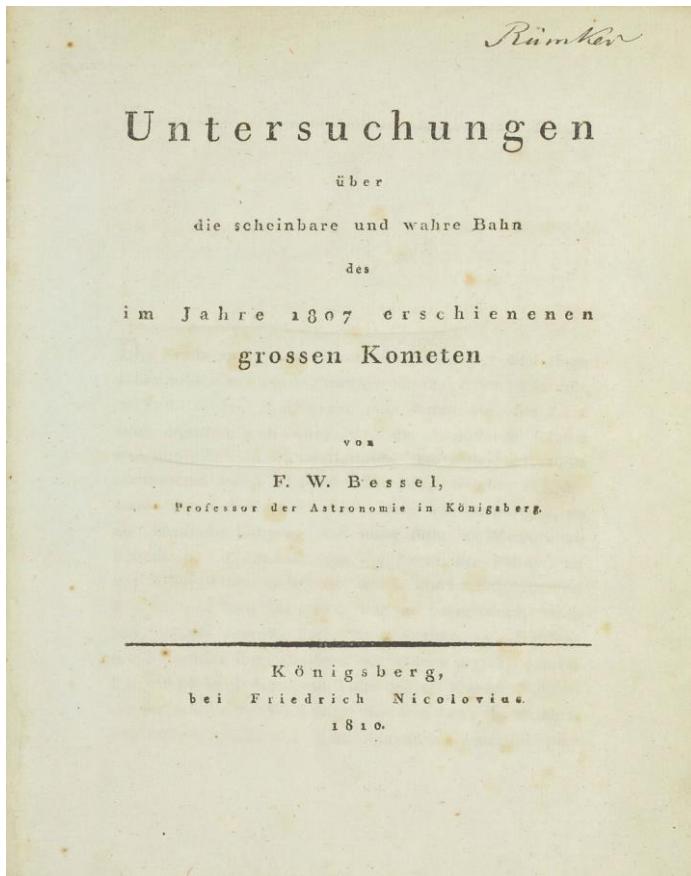 Rümker
Untersuchungen
über
die scheinbare und wahre Bahn
des
im Jahre 1807 erschienenen
grossen Kometen
von
F. W. Bessel,
Professor der Astronomie in Königsberg.
Königsberg,
bei Friedrich Nicolovius.
1810.